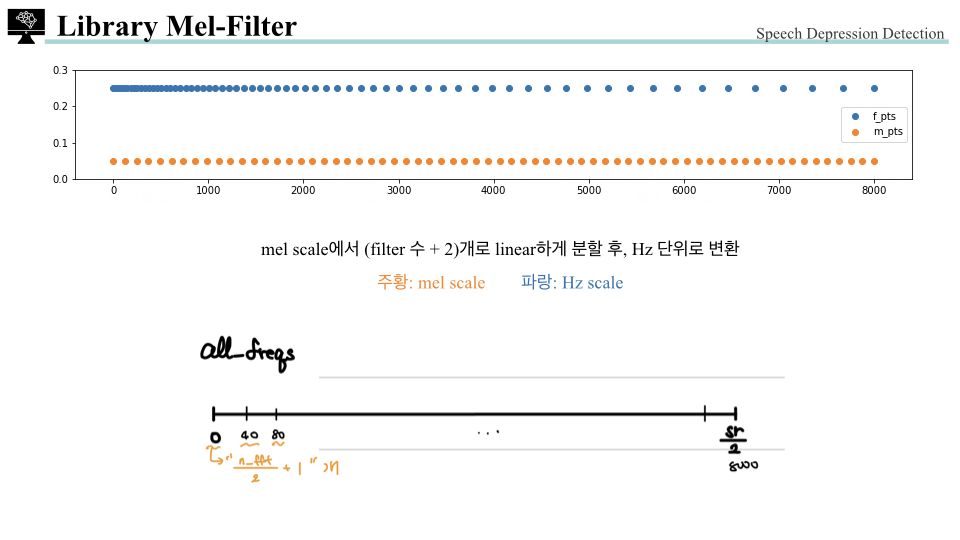 Library Mel-Filter
Speech Depression Detection
0.3
0.2
0.1
0.0
f_pts
m_pts
0 1000 2000 3000 4000 5000 6000 7000 8000
mel scale에서 (filter 수 + 2)개로 linear하게 분할 후, Hz 단위로 변환
주황: mel scale 파랑: Hz scale
all_freqs
0 40 80 ... sr/2
8000
"n_fft/2 + 1" 개